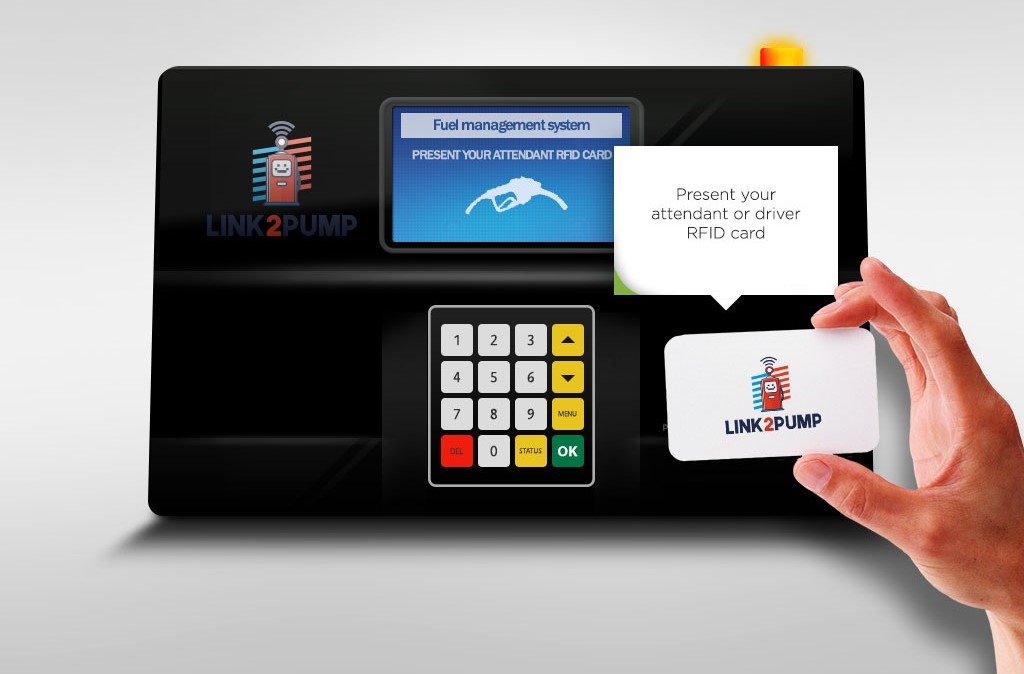 Fuel management system
PRESENT YOUR ATTENDANT RFID CARD
LINK2PUMP
Present your
attendant or driver
RFID card
1 2 3
4 5 6
7 8 9 MENU
DEL 0 STATUS OK
LINK2PUMP